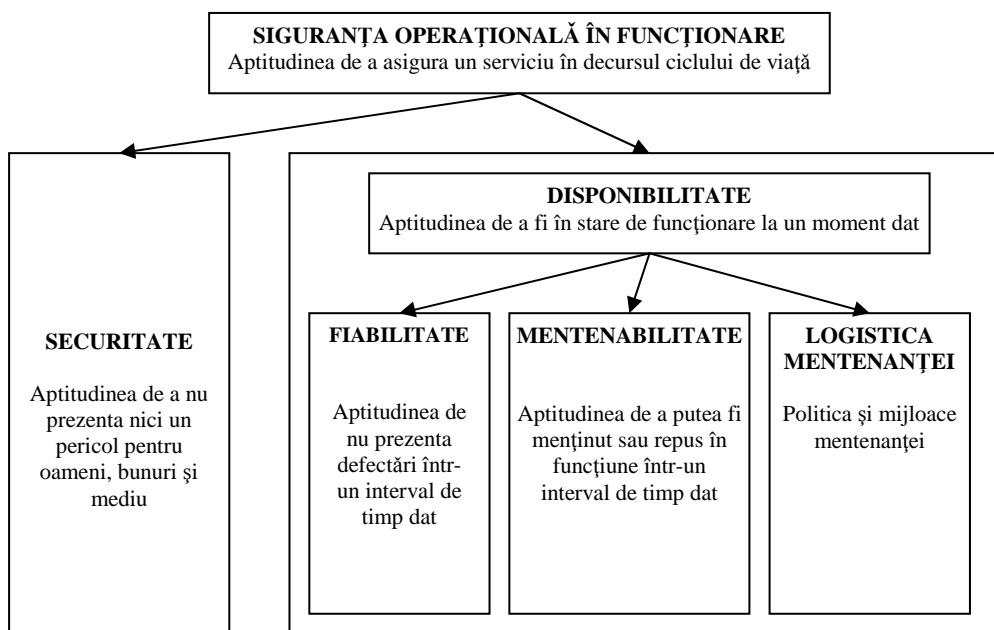 SIGURANŢA OPERAŢIONALǍ ÎN FUNCŢIONARE
Aptitudinea de a asigura un serviciu în decursul ciclului de viaţǎ
DISPONIBILITATE
Aptitudinea de a fi în stare de funcţionare la un moment dat
SECURITATE
Aptitudinea de a nu
prezenta nici un
pericol pentru
oameni, bunuri şi
mediu
FIABILITATE
Aptitudinea de
nu prezenta
defectǎri într-
un interval de
timp dat
MENTENABILITATE
Aptitudinea de a putea fi
menţinut sau repus în
funcţiune într-un
interval de timp dat
LOGISTICA
MENTENANŢEI
Politica şi mijloace
mentenanţei